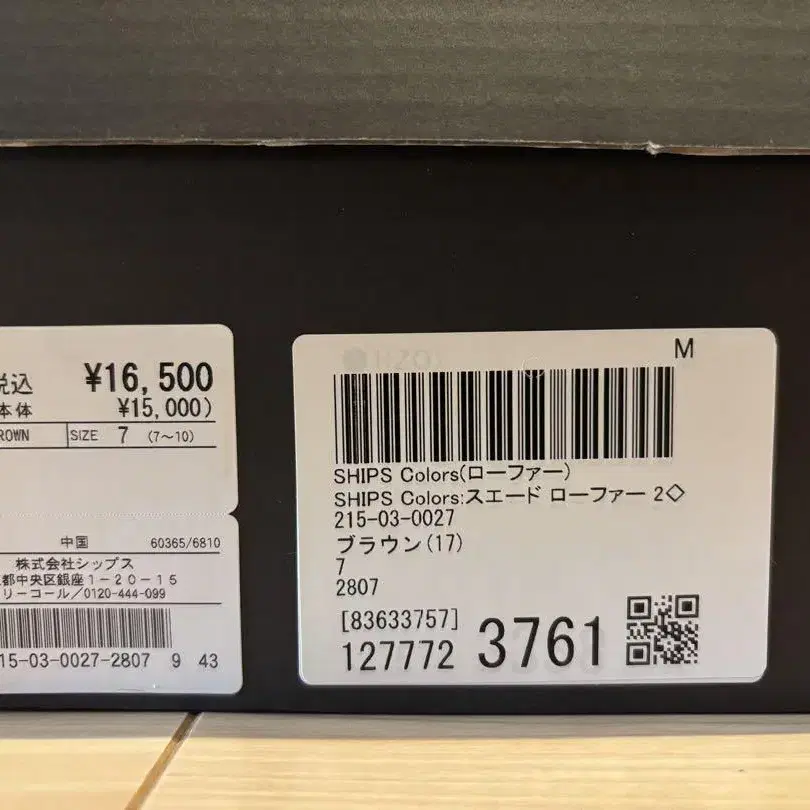 税込 ¥16,500
本体 ¥15,000)
ROWN SIZE 7 (7~10)
中国 60365/6810
株式会社シップス
都中央区銀座1-20-15
リーコール/0120-444-099
15-03-0027-2807 9 43
M
SHIPS Colors(ローファー)
SHIPS Colors:スエード ローファー 2◇
215-03-0027
ブラウン(17)
7
2807
[83633757]
127772 3761